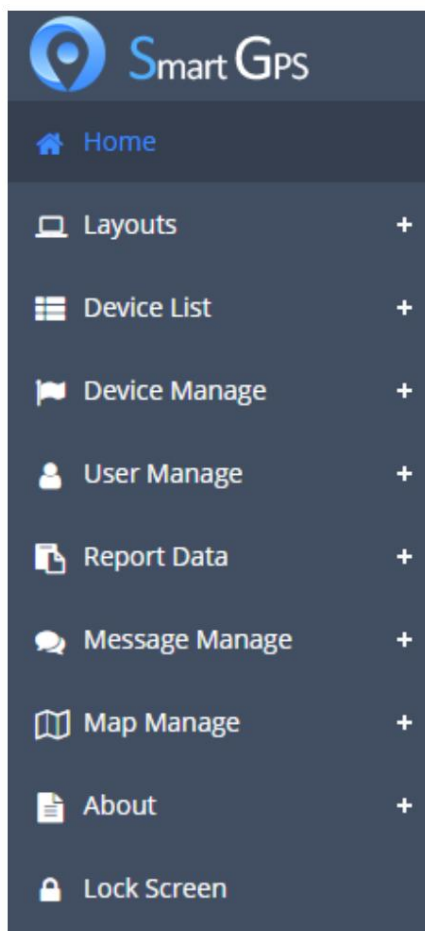 Smart GPS
Home
Layouts +
Device List +
Device Manage +
User Manage +
Report Data +
Message Manage +
Map Manage +
About +
Lock Screen